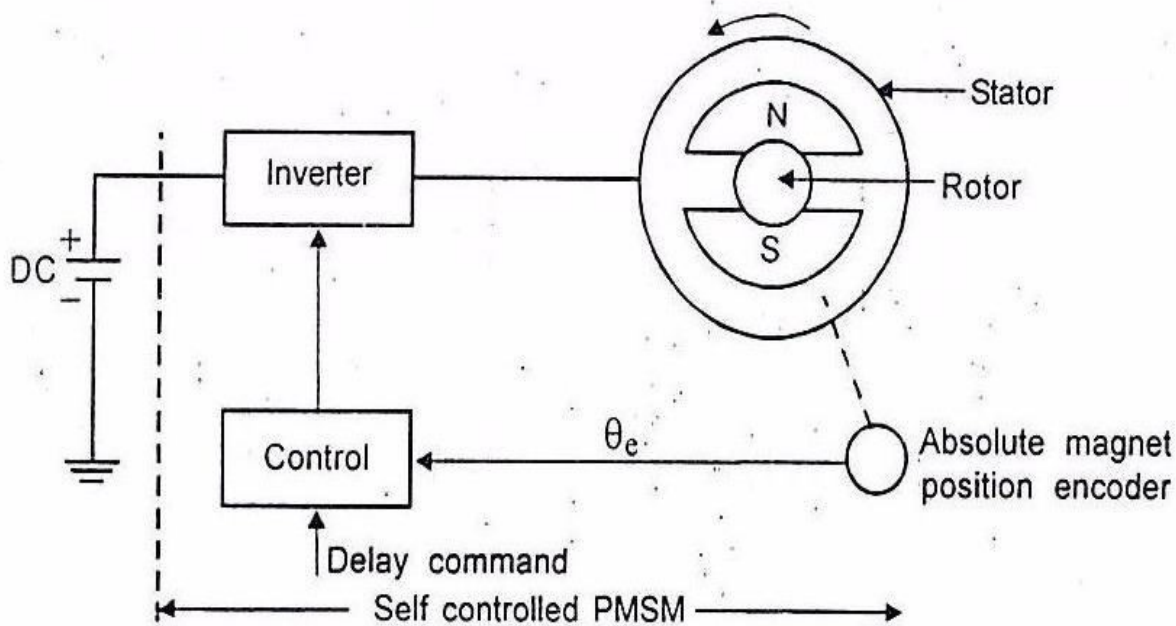 Stator
N
Inverter
Rotor
+
DC
S
-
θe
Control
Absolute magnet
position encoder
Delay command
Self controlled PMSM